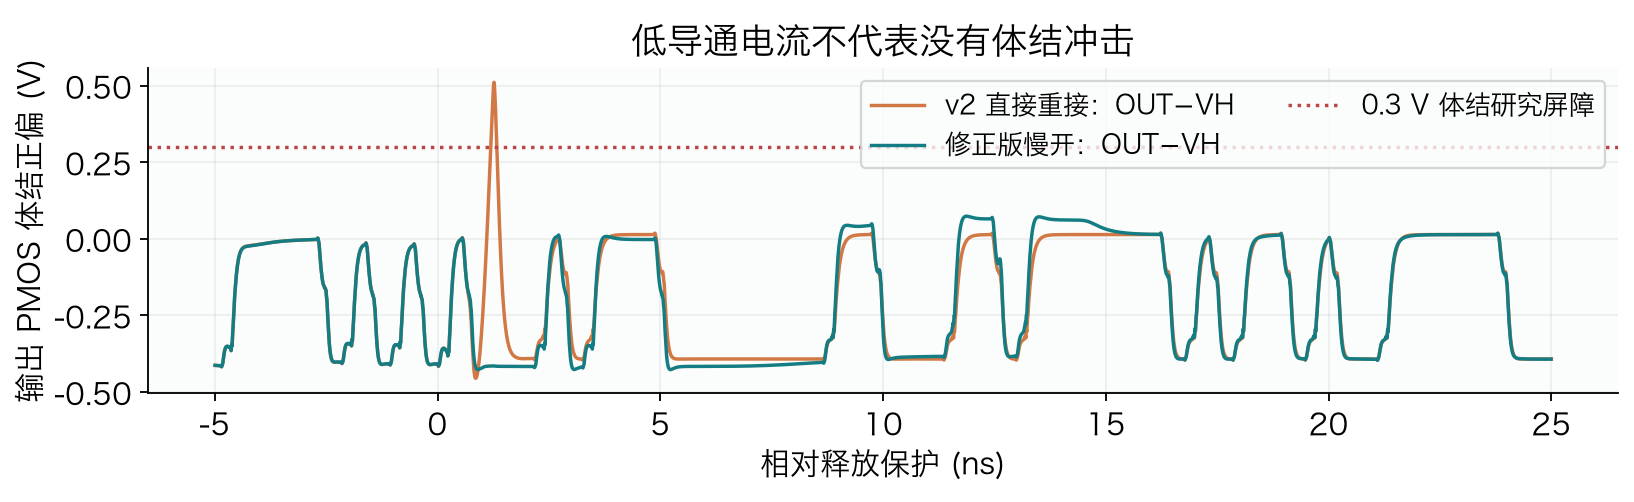 低导通电流不代表没有体结冲击
输出 PMOS 体结正偏 (V)
0.50
0.25
0.00
-0.25
-0.50
v2 直接重接：OUT−VH
修正版慢开：OUT−VH
0.3 V 体结研究屏障
-5
0
5
10
15
20
25
相对释放保护 (ns)